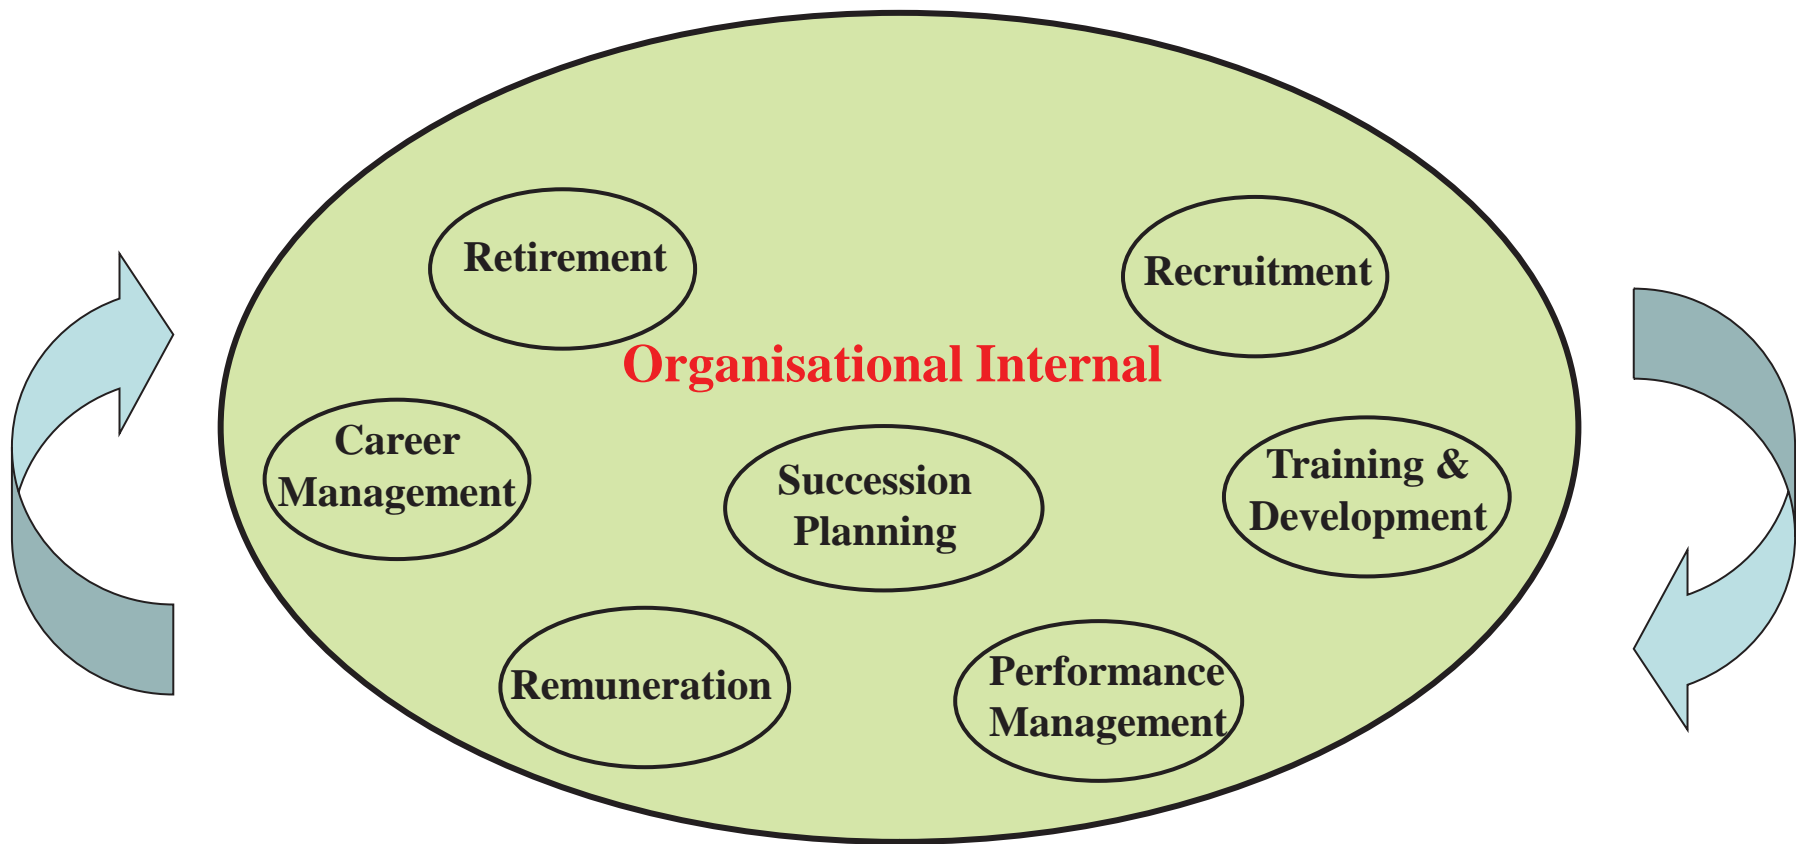 Retirement
Recruitment
Organisational Internal
Career
Management
Succession
Planning
Training &
Development
Remuneration
Performance
Management